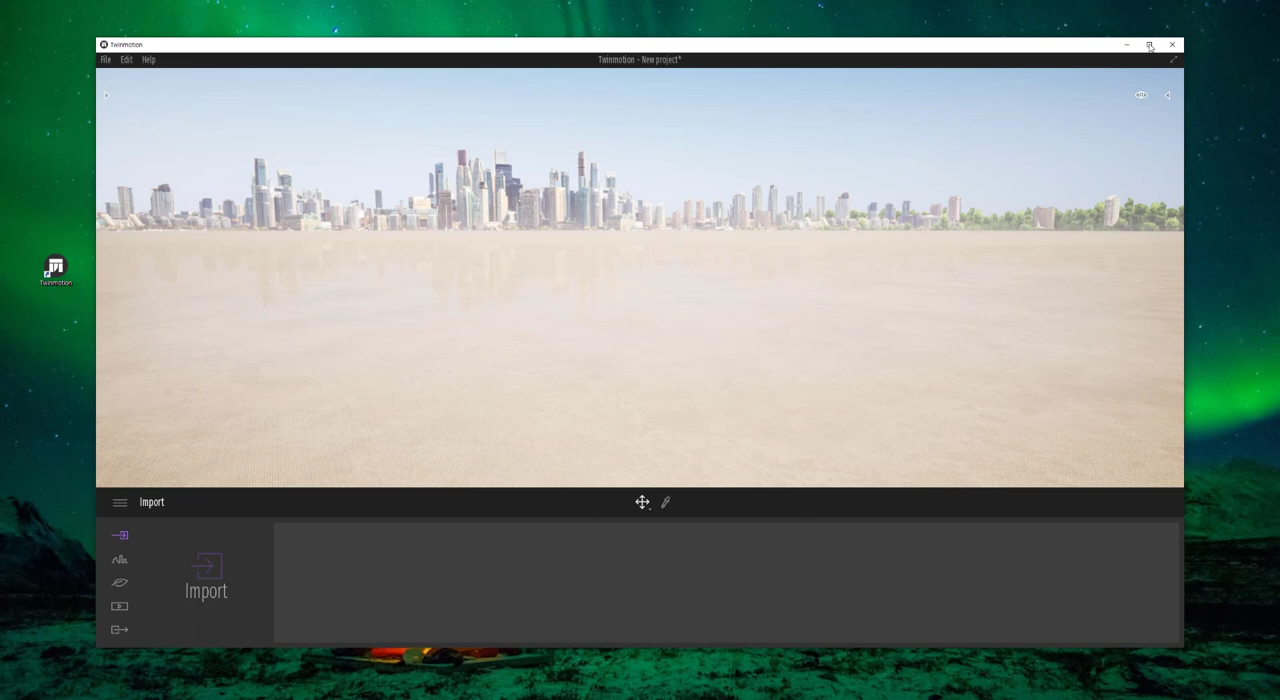 Twinmotion
File Edit Help
Twinmotion - New project*
Twinmotion
Import
Import